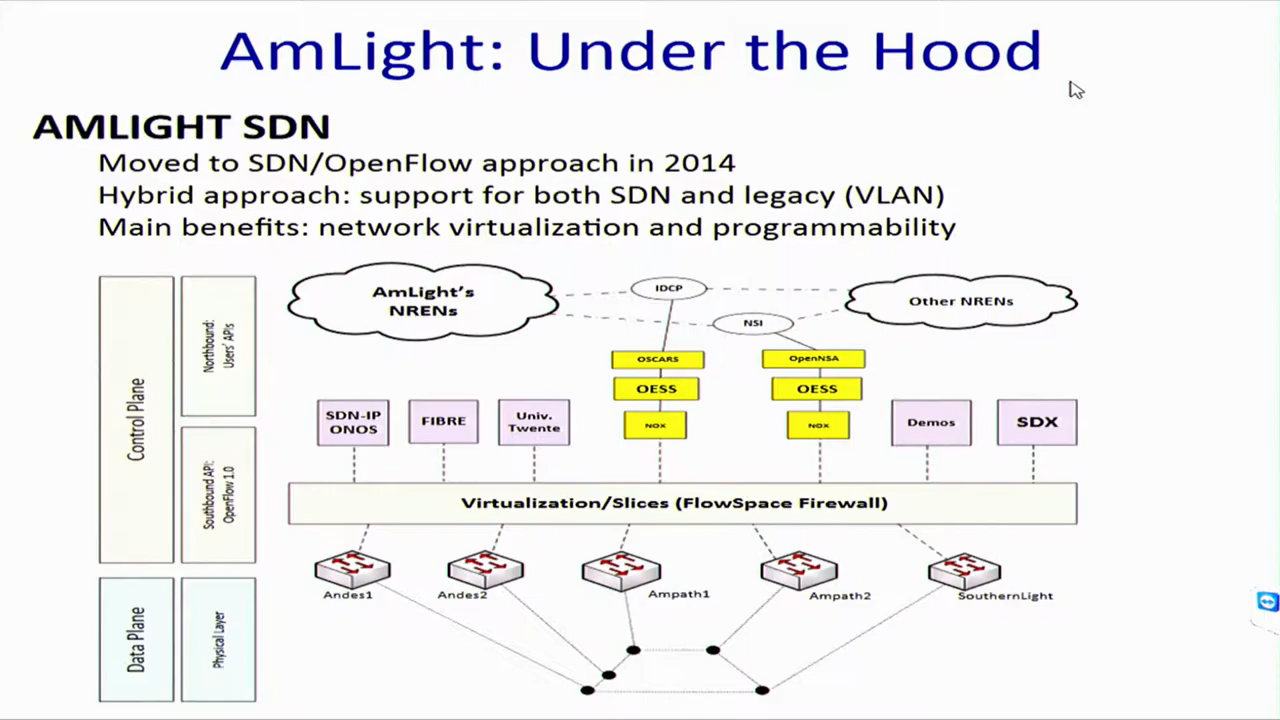 AmLight: Under the Hood
AMLIGHT SDN
Moved to SDN/OpenFlow approach in 2014
Hybrid approach: support for both SDN and legacy (VLAN)
Main benefits: network virtualization and programmability
Control Plane
Northbound:
Users' APIs
Southbound API:
OpenFlow 1.0
Data Plane
Physical Layer
AmLight's
NRENs
IDCP
NSI
Other NRENs
OSCARS
OpenNSA
OESS
OESS
SDN-IP
ONOS
FIBRE
Univ.
Twente
NOX
NOX
Demos
SDX
Virtualization/Slices (FlowSpace Firewall)
Andes1
Andes2
Ampath1
Ampath2
SouthernLight